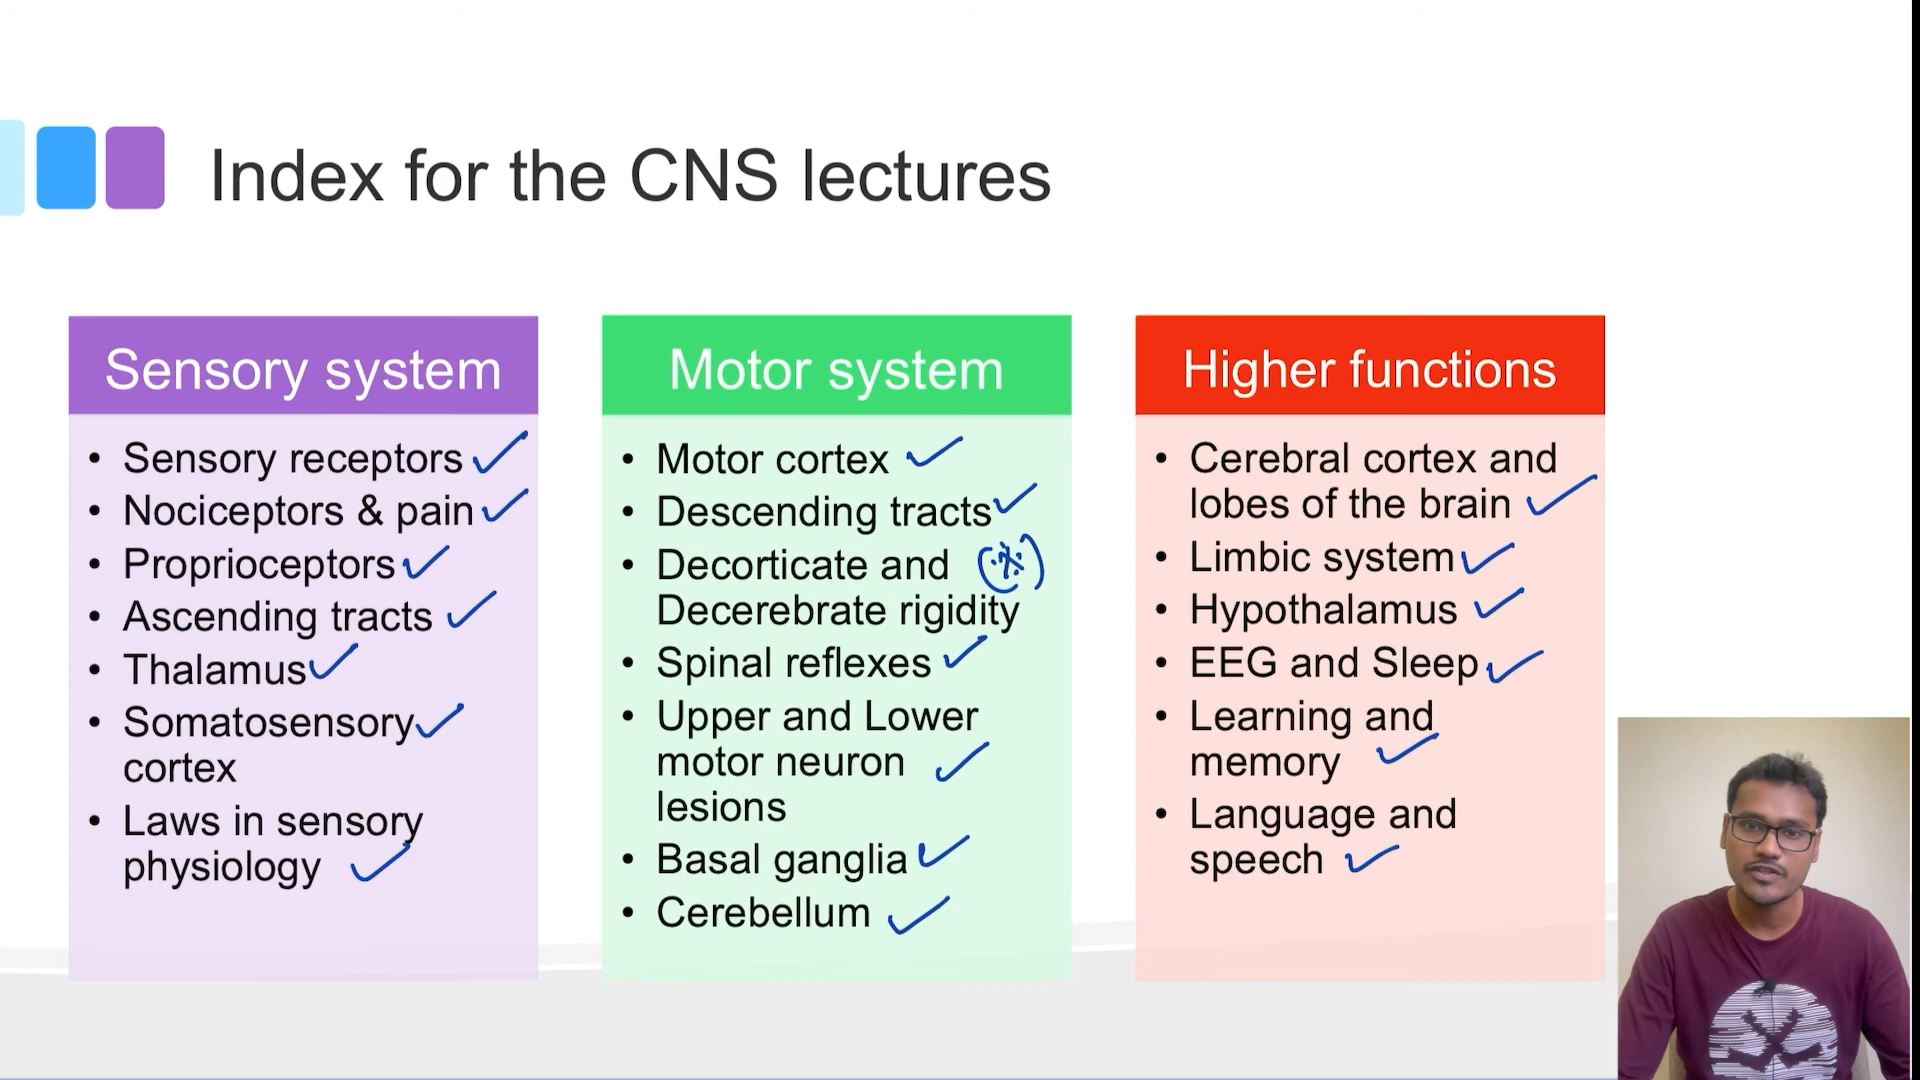 Index for the CNS lectures
Sensory system
• Sensory receptors
• Nociceptors & pain
• Proprioceptors
• Ascending tracts
• Thalamus
• Somatosensory
cortex
• Laws in sensory
physiology
Motor system
• Motor cortex
• Descending tracts
• Decorticate and
Decerebrate rigidity
• Spinal reflexes
• Upper and Lower
motor neuron
lesions
• Basal ganglia
• Cerebellum
Higher functions
• Cerebral cortex and
lobes of the brain
• Limbic system
• Hypothalamus
• EEG and Sleep
• Learning and
memory
• Language and
speech